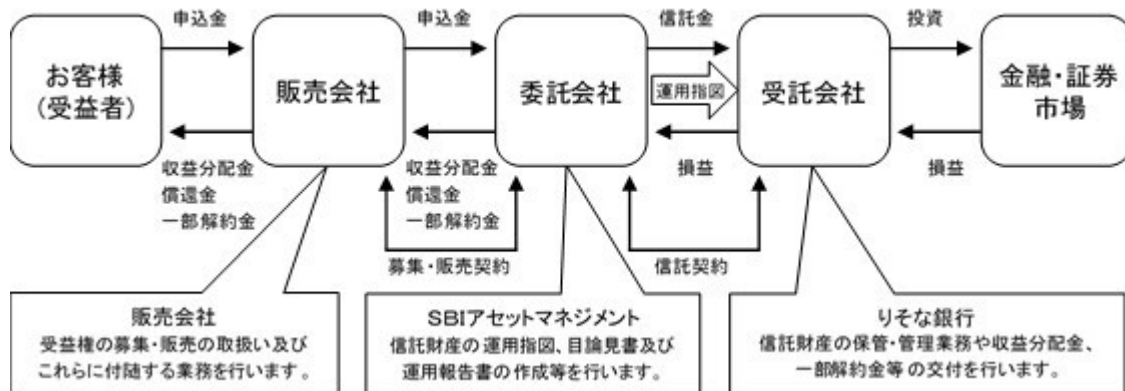 申込金
申込金
信託金
投資
お客様
(受益者)
販売会社
委託会社
運用指図
受託会社
金融・証券
市場
収益分配金
償還金
一部解約金
収益分配金
償還金
一部解約金
損益
損益
募集・販売契約
信託契約
販売会社
受益権の募集・販売の取扱い及び
これらに付随する業務を行います。
SBIアセットマネジメント
信託財産の運用指図、目論見書及び
運用報告書の作成等を行います。
りそな銀行
信託財産の保管・管理業務や収益分配金、
一部解約金等の交付を行います。